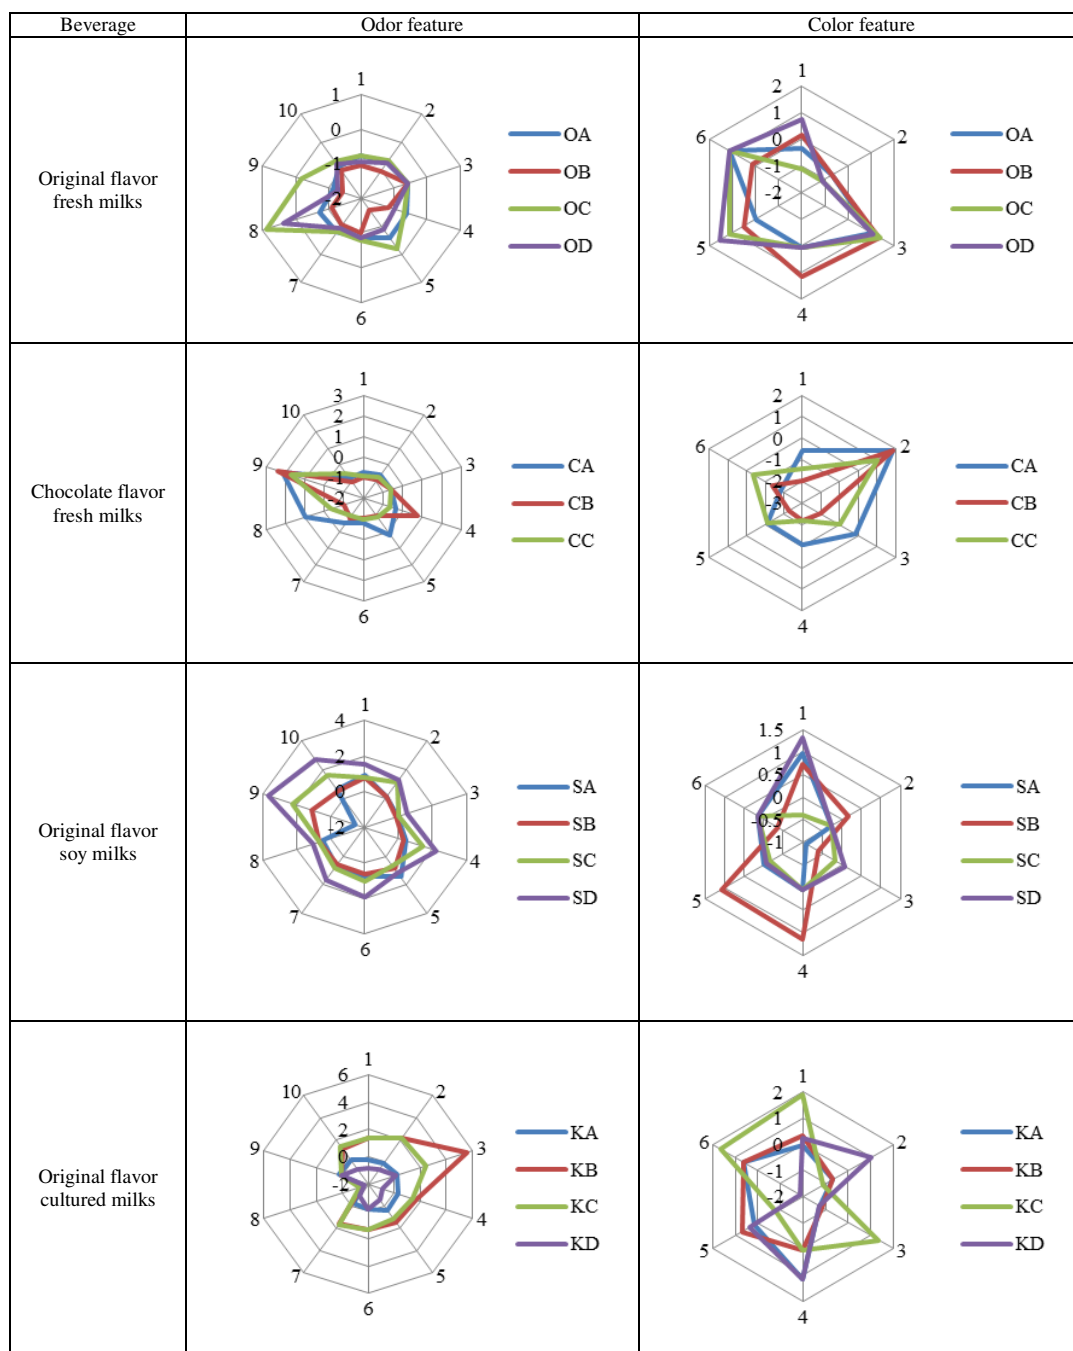 Beverage Odor feature Color feature
Original flavor
fresh milks
1
2
3
4
5
6
7
8
9
10
1
0
-1
-2
OA
OB
OC
OD
1
2
3
4
5
6
2
1
0
-1
-2
OA
OB
OC
OD
Chocolate flavor
fresh milks
1
2
3
4
5
6
7
8
9
10
3
2
1
0
-1
-2
CA
CB
CC
1
2
3
4
5
6
2
1
0
-1
-2
-3
CA
CB
CC
Original flavor
soy milks
1
2
3
4
5
6
7
8
9
10
4
2
0
-2
SA
SB
SC
SD
1
2
3
4
5
6
1.5
1
0.5
0
-0.5
-1
SA
SB
SC
SD
Original flavor
cultured milks
1
2
3
4
5
6
7
8
9
10
6
4
2
0
-2
KA
KB
KC
KD
1
2
3
4
5
6
2
1
0
-1
-2
KA
KB
KC
KD